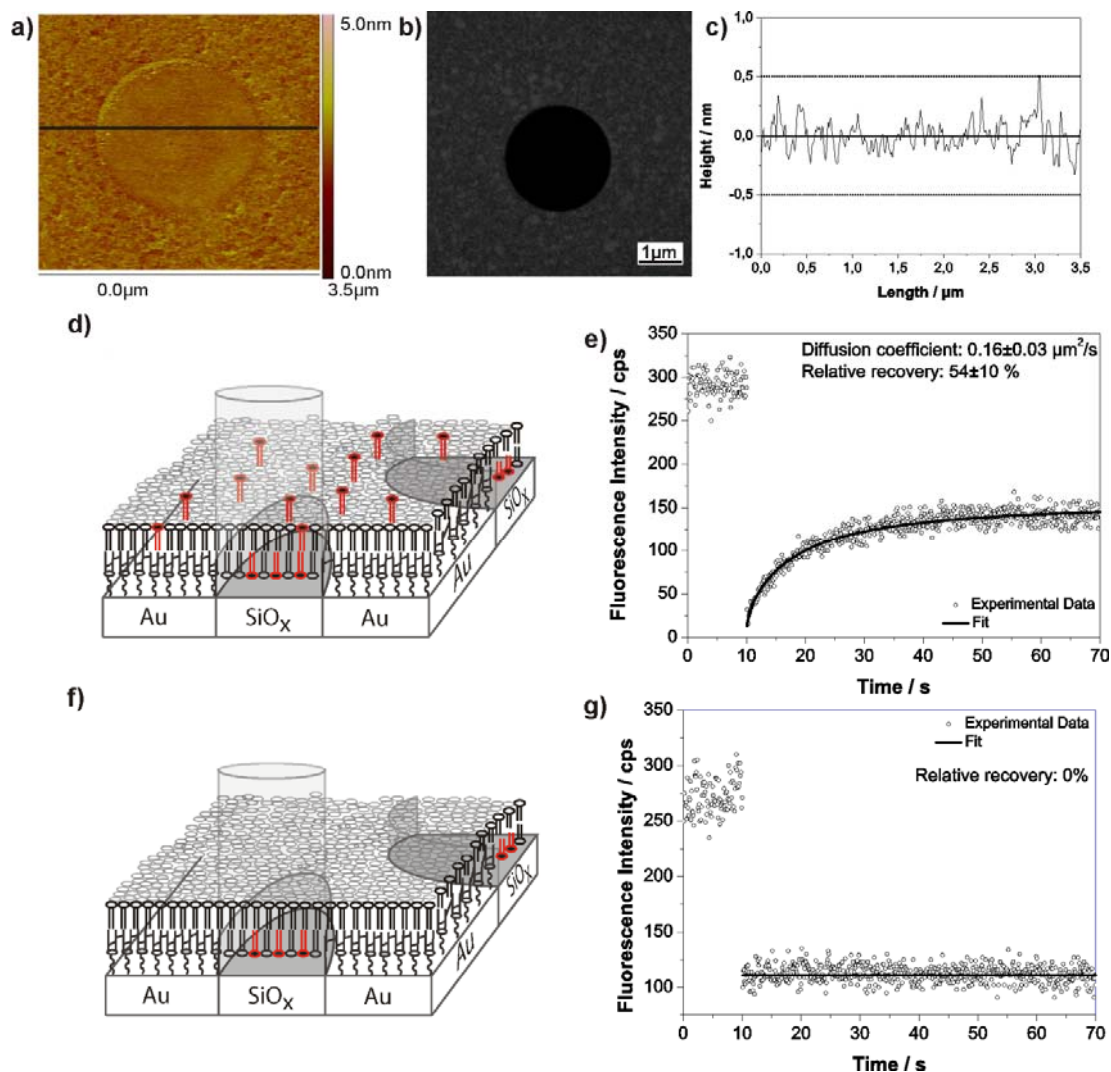 a)
5.0nm
0.0nm
0.0µm
3.5µm
b)
1µm
c)
Height / nm
1,0
0,5
0,0
-0,5
-1,0
0,0 0,5 1,0 1,5 2,0 2,5 3,0 3,5
Length / µm
d)
Au
SiOx
Au
Au
SiOx
e)
Fluorescence Intensity / cps
350
300
250
200
150
100
50
0
Diffusion coefficient: 0.16±0.03 µm²/s
Relative recovery: 54±10 %
Experimental Data
Fit
0 10 20 30 40 50 60 70
Time / s
f)
Au
SiOx
Au
Au
SiOx
g)
Fluorescence Intensity / cps
350
300
250
200
150
100
Experimental Data
Fit
Relative recovery: 0%
0 10 20 30 40 50 60 70
Time / s